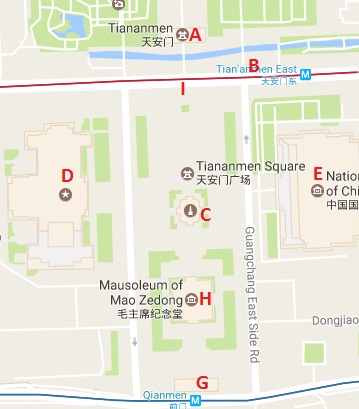 Tiananmen
天安门
A
B
Tian'anmen East
M
天安门东
I
D
Tiananmen Square
天安门广场
E
Nation
of Chi
中国国
C
Guangchang East Side Rd
Mausoleum of
Mao Zedong
毛主席纪念堂
H
Dongjiao
G
Qianmen
M
前门